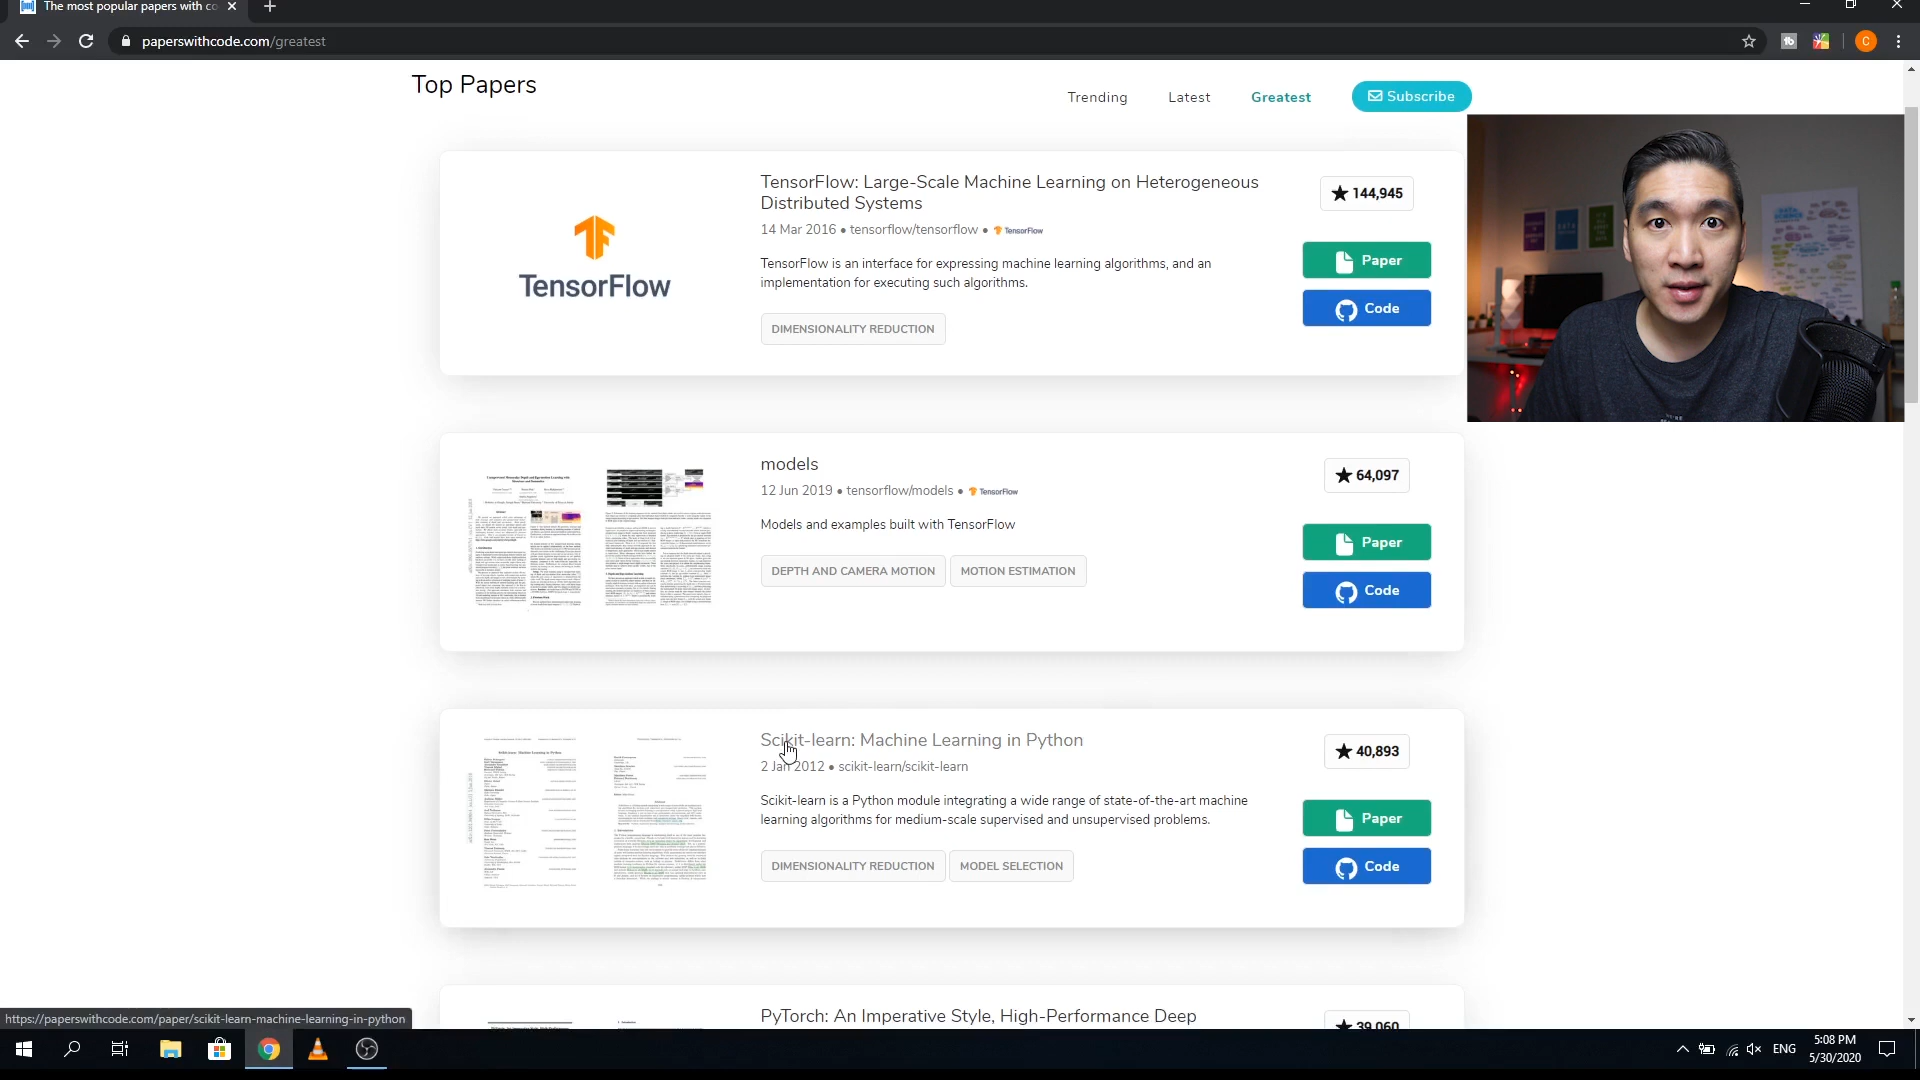 The most popular papers with co
paperswithcode.com/greatest
Top Papers
Trending
Latest
Greatest
Subscribe
TensorFlow
TensorFlow: Large-Scale Machine Learning on Heterogeneous
Distributed Systems
14 Mar 2016 • tensorflow/tensorflow • TensorFlow
TensorFlow is an interface for expressing machine learning algorithms, and an
implementation for executing such algorithms.
DIMENSIONALITY REDUCTION
★ 144,945
Paper
Code
models
12 Jun 2019 • tensorflow/models • TensorFlow
Models and examples built with TensorFlow
DEPTH AND CAMERA MOTION
MOTION ESTIMATION
★ 64,097
Paper
Code
Scikit-learn: Machine Learning in Python
2 Jan 2012 • scikit-learn/scikit-learn
Scikit-learn is a Python module integrating a wide range of state-of-the-art machine
learning algorithms for medium-scale supervised and unsupervised problems.
DIMENSIONALITY REDUCTION
MODEL SELECTION
★ 40,893
Paper
Code
PyTorch: An Imperative Style, High-Performance Deep
★ 39,060
https://paperswithcode.com/paper/scikit-learn-machine-learning-in-python
ENG
5:08 PM
5/30/2020